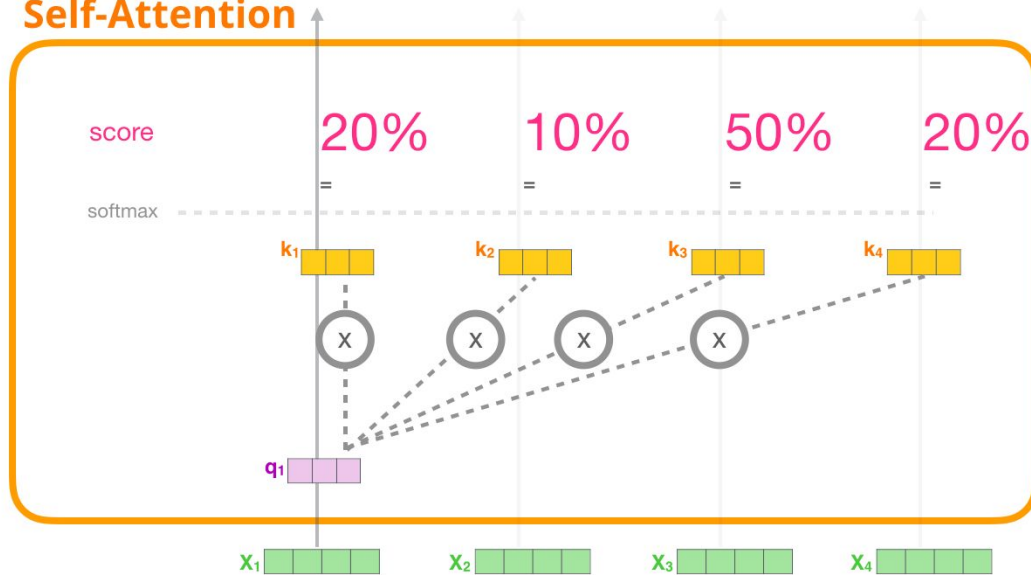 Self-Attention
score 20% 10% 50% 20%
= = = =
softmax
k₁ k₂ k₃ k₄
x x x x
q₁
X₁ X₂ X₃ X₄